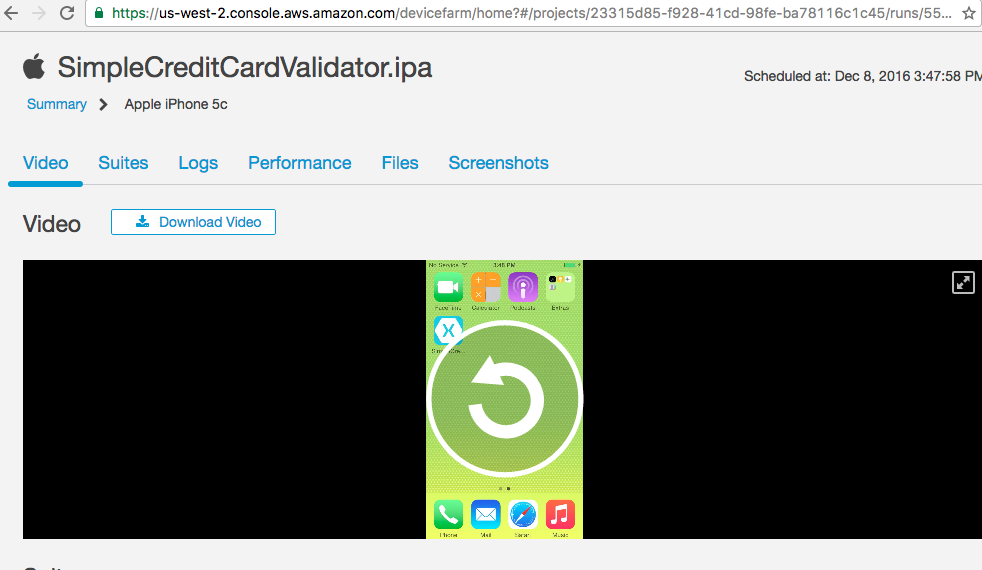 https://us-west-2.console.aws.amazon.com/devicefarm/home?#/projects/23315d85-f928-41cd-98fe-ba78116c1c45/runs/55...
SimpleCreditCardValidator.ipa
Scheduled at: Dec 8, 2016 3:47:58 PM
Summary > Apple iPhone 5c
Video Suites Logs Performance Files Screenshots
Video Download Video
No Service 3:48 PM
FaceTime Calculator Podcasts Extras
Phone Mail Safari Music